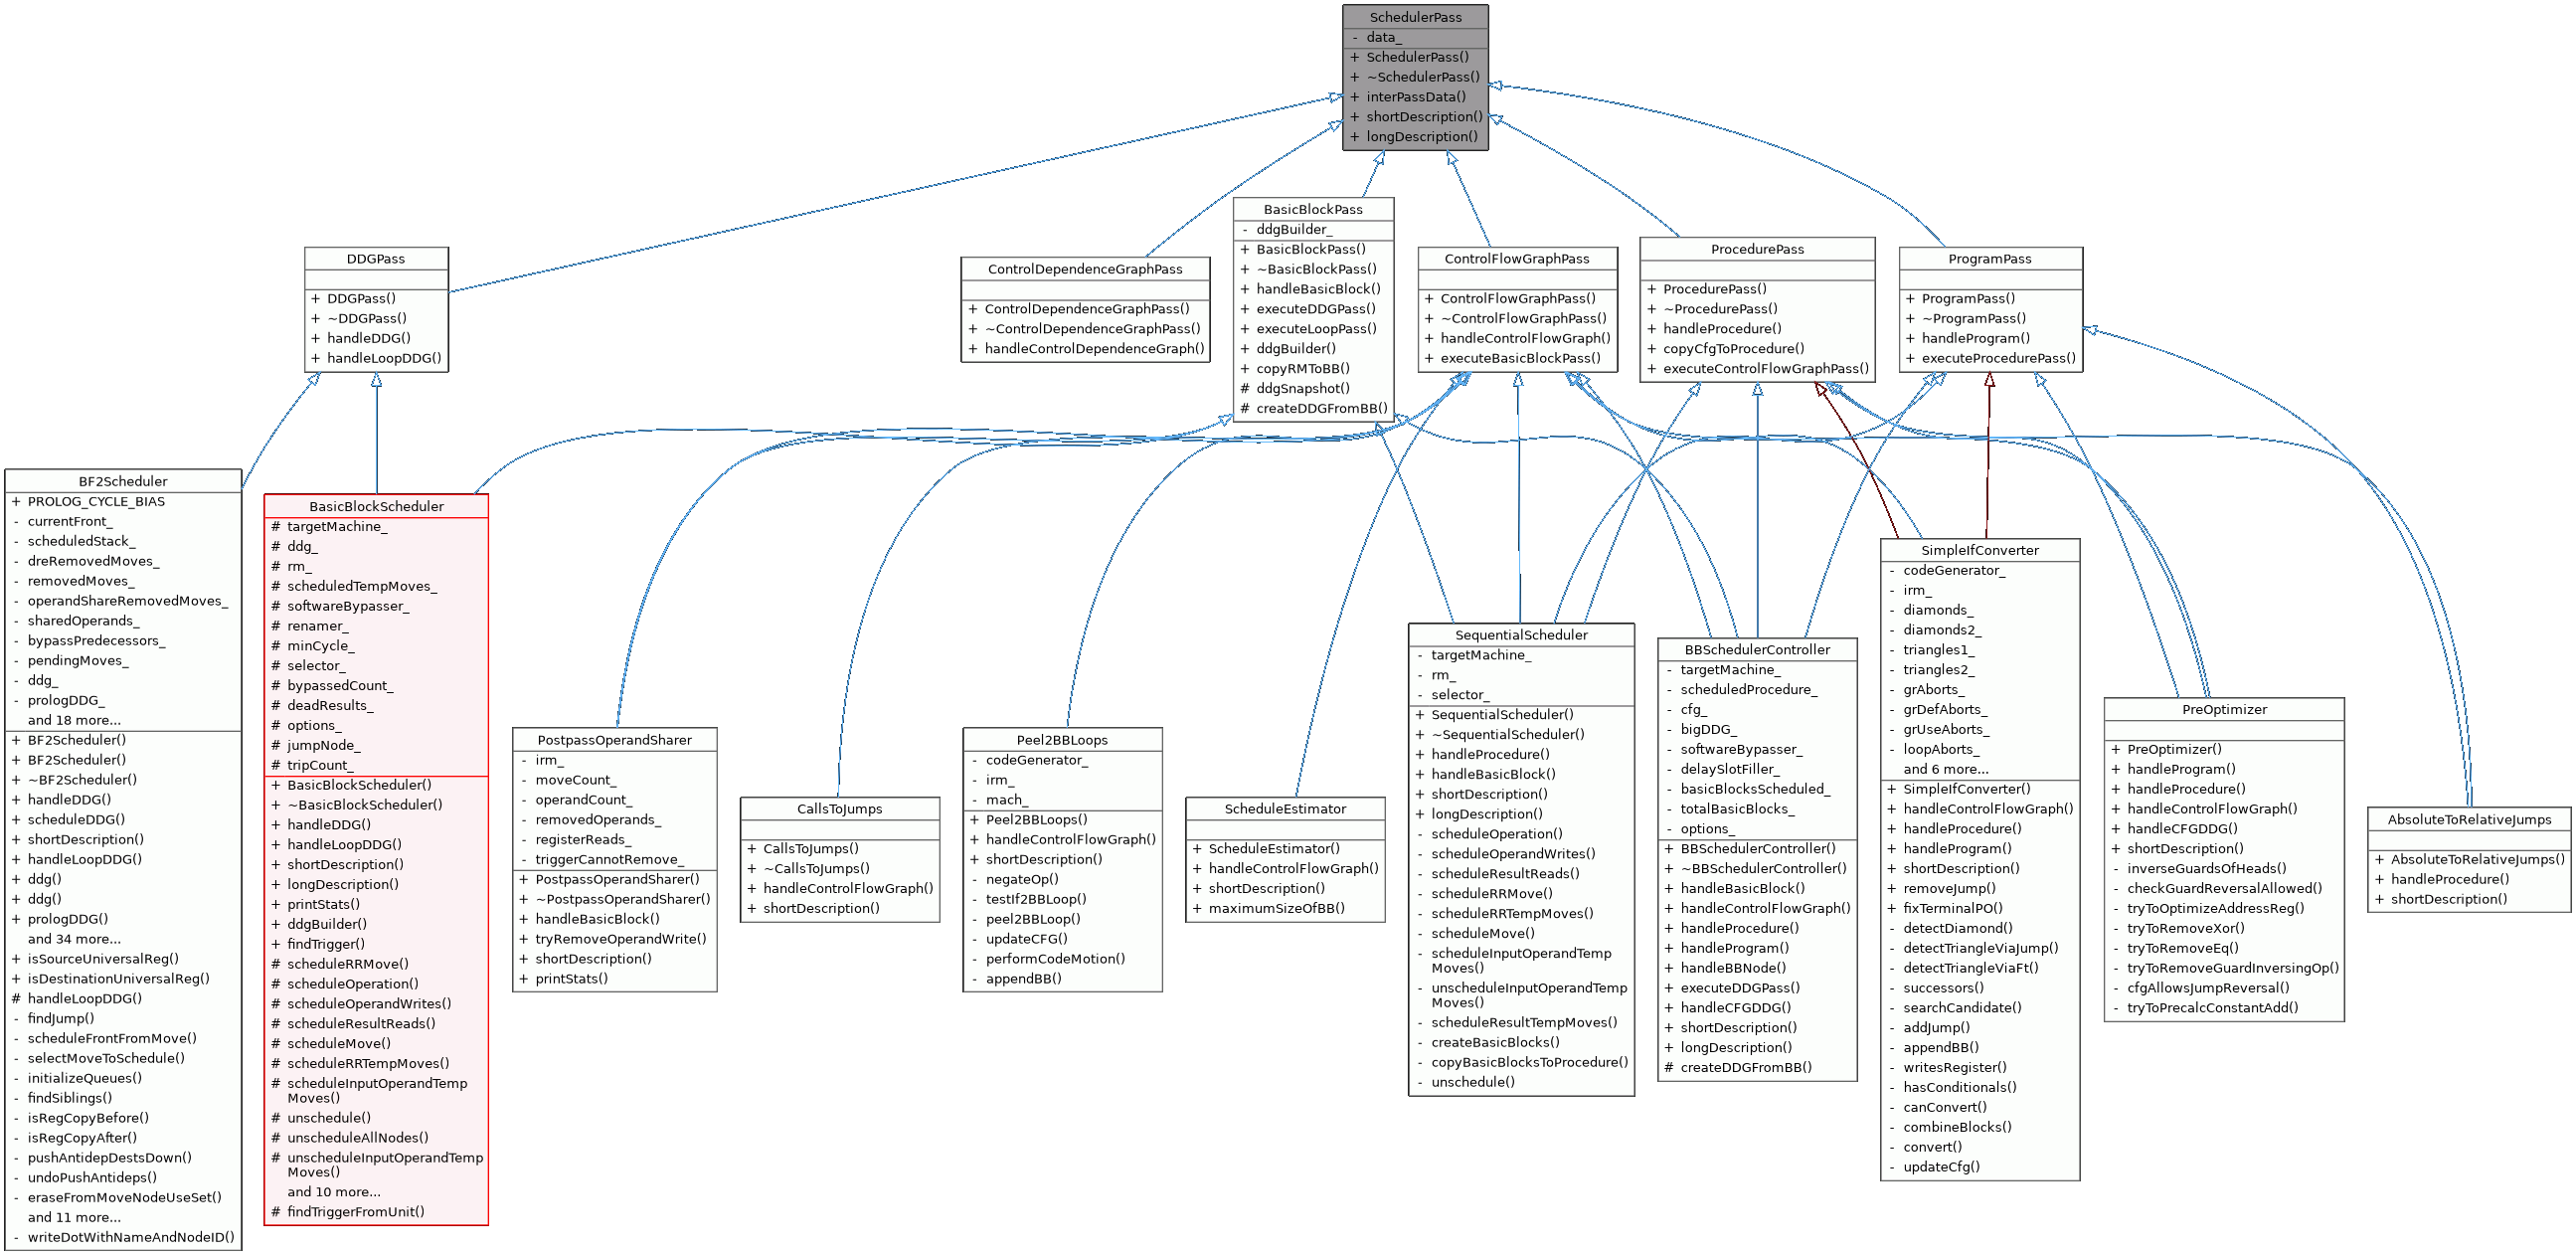 SchedulerPass
- data_
+ SchedulerPass()
+ ~SchedulerPass()
+ interPassData()
+ shortDescription()
+ longDescription()
DDGPass
+ DDGPass()
+ ~DDGPass()
+ handleDDG()
+ handleLoopDDG()
ControlDependenceGraphPass
+ ControlDependenceGraphPass()
+ ~ControlDependenceGraphPass()
+ handleControlDependenceGraph()
BasicBlockPass
- ddgBuilder_
+ BasicBlockPass()
+ ~BasicBlockPass()
+ handleBasicBlock()
+ executeDDGPass()
+ executeLoopPass()
+ ddgBuilder()
+ copyRMToBB()
# ddgSnapshot()
# createDDGFromBB()
ControlFlowGraphPass
+ ControlFlowGraphPass()
+ ~ControlFlowGraphPass()
+ handleControlFlowGraph()
+ executeBasicBlockPass()
ProcedurePass
+ ProcedurePass()
+ ~ProcedurePass()
+ handleProcedure()
+ copyCfgToProcedure()
+ executeControlFlowGraphPass()
ProgramPass
+ ProgramPass()
+ ~ProgramPass()
+ handleProgram()
+ executeProcedurePass()
BF2Scheduler
+ PROLOG_CYCLE_BIAS
- currentFront_
- scheduledStack_
- dreRemovedMoves_
- removedMoves_
- operandShareRemovedMoves_
- sharedOperands_
- bypassPredecessors_
- pendingMoves_
- ddg_
- prologDDG_
and 18 more...
+ BF2Scheduler()
+ BF2Scheduler()
+ ~BF2Scheduler()
+ handleDDG()
+ scheduleDDG()
+ shortDescription()
+ handleLoopDDG()
+ ddg()
+ ddg()
+ prologDDG()
and 34 more...
+ isSourceUniversalReg()
+ isDestinationUniversalReg()
# handleLoopDDG()
- findJump()
- scheduleFrontFromMove()
- selectMoveToSchedule()
- initializeQueues()
- findSiblings()
- isRegCopyBefore()
- isRegCopyAfter()
- pushAntidepDestsDown()
- undoPushAntideps()
- eraseFromMoveNodeUseSet()
and 11 more...
- writeDotWithNameAndNodeID()
BasicBlockScheduler
# targetMachine_
# ddg_
# rm_
# scheduledTempMoves_
# softwareBypasser_
# renamer_
# minCycle_
# selector_
# bypassedCount_
# deadResults_
# options_
# jumpNode_
# tripCount_
+ BasicBlockScheduler()
+ ~BasicBlockScheduler()
+ handleDDG()
+ handleLoopDDG()
+ shortDescription()
+ longDescription()
+ printStats()
+ ddgBuilder()
+ findTrigger()
# scheduleRRMove()
# scheduleOperation()
# scheduleOperandWrites()
# scheduleResultReads()
# scheduleMove()
# scheduleRRTempMoves()
# scheduleInputOperandTemp
Moves()
# unschedule()
# unscheduleAllNodes()
# unscheduleInputOperandTemp
Moves()
and 10 more...
# findTriggerFromUnit()
PostpassOperandSharer
- irm_
- moveCount_
- operandCount_
- removedOperands_
- registerReads_
- triggerCannotRemove_
+ PostpassOperandSharer()
+ ~PostpassOperandSharer()
+ handleBasicBlock()
+ tryRemoveOperandWrite()
+ shortDescription()
+ printStats()
CallsToJumps
+ CallsToJumps()
+ ~CallsToJumps()
+ handleControlFlowGraph()
+ shortDescription()
Peel2BBLoops
- codeGenerator_
- irm_
- mach_
+ Peel2BBLoops()
+ handleControlFlowGraph()
+ shortDescription()
- negateOp()
- testIf2BBLoop()
- peel2BBLoop()
- updateCFG()
- performCodeMotion()
- appendBB()
ScheduleEstimator
+ ScheduleEstimator()
+ handleControlFlowGraph()
+ shortDescription()
+ maximumSizeOfBB()
SequentialScheduler
- targetMachine_
- rm_
- selector_
+ SequentialScheduler()
+ ~SequentialScheduler()
+ handleProcedure()
+ handleBasicBlock()
+ shortDescription()
+ longDescription()
- scheduleOperation()
- scheduleOperandWrites()
- scheduleResultReads()
- scheduleRRMove()
- scheduleRRTempMoves()
- scheduleMove()
- scheduleInputOperandTemp
Moves()
- unscheduleInputOperandTemp
Moves()
- scheduleResultTempMoves()
- createBasicBlocks()
- copyBasicBlocksToProcedure()
- unschedule()
BBSchedulerController
- targetMachine_
- scheduledProcedure_
- cfg_
- bigDDG_
- softwareBypasser_
- delaySlotFiller_
- basicBlocksScheduled_
- totalBasicBlocks_
- options_
+ BBSchedulerController()
+ ~BBSchedulerController()
+ handleBasicBlock()
+ handleControlFlowGraph()
+ handleProcedure()
+ handleProgram()
+ handleBBNode()
+ executeDDGPass()
+ handleCFGDDG()
+ shortDescription()
+ longDescription()
# createDDGFromBB()
SimpleIfConverter
- codeGenerator_
- irm_
- diamonds_
- diamonds2_
- triangles1_
- triangles2_
- grAborts_
- grDefAborts_
- grUseAborts_
- loopAborts_
and 6 more...
+ SimpleIfConverter()
+ handleControlFlowGraph()
+ handleProcedure()
+ handleProgram()
+ shortDescription()
+ removeJump()
+ fixTerminalPO()
- detectDiamond()
- detectTriangleViaJump()
- detectTriangleViaFt()
- successors()
- searchCandidate()
- addJump()
- appendBB()
- writesRegister()
- hasConditionals()
- canConvert()
- combineBlocks()
- convert()
- updateCfg()
PreOptimizer
+ PreOptimizer()
+ handleProgram()
+ handleProcedure()
+ handleControlFlowGraph()
+ handleCFGDDG()
+ shortDescription()
- inverseGuardsOfHeads()
- checkGuardReversalAllowed()
- tryToOptimizeAddressReg()
- tryToRemoveXor()
- tryToRemoveEq()
- tryToRemoveGuardInversingOp()
- cfgAllowsJumpReversal()
- tryToPrecalcConstantAdd()
AbsoluteToRelativeJumps
+ AbsoluteToRelativeJumps()
+ handleProcedure()
+ shortDescription()